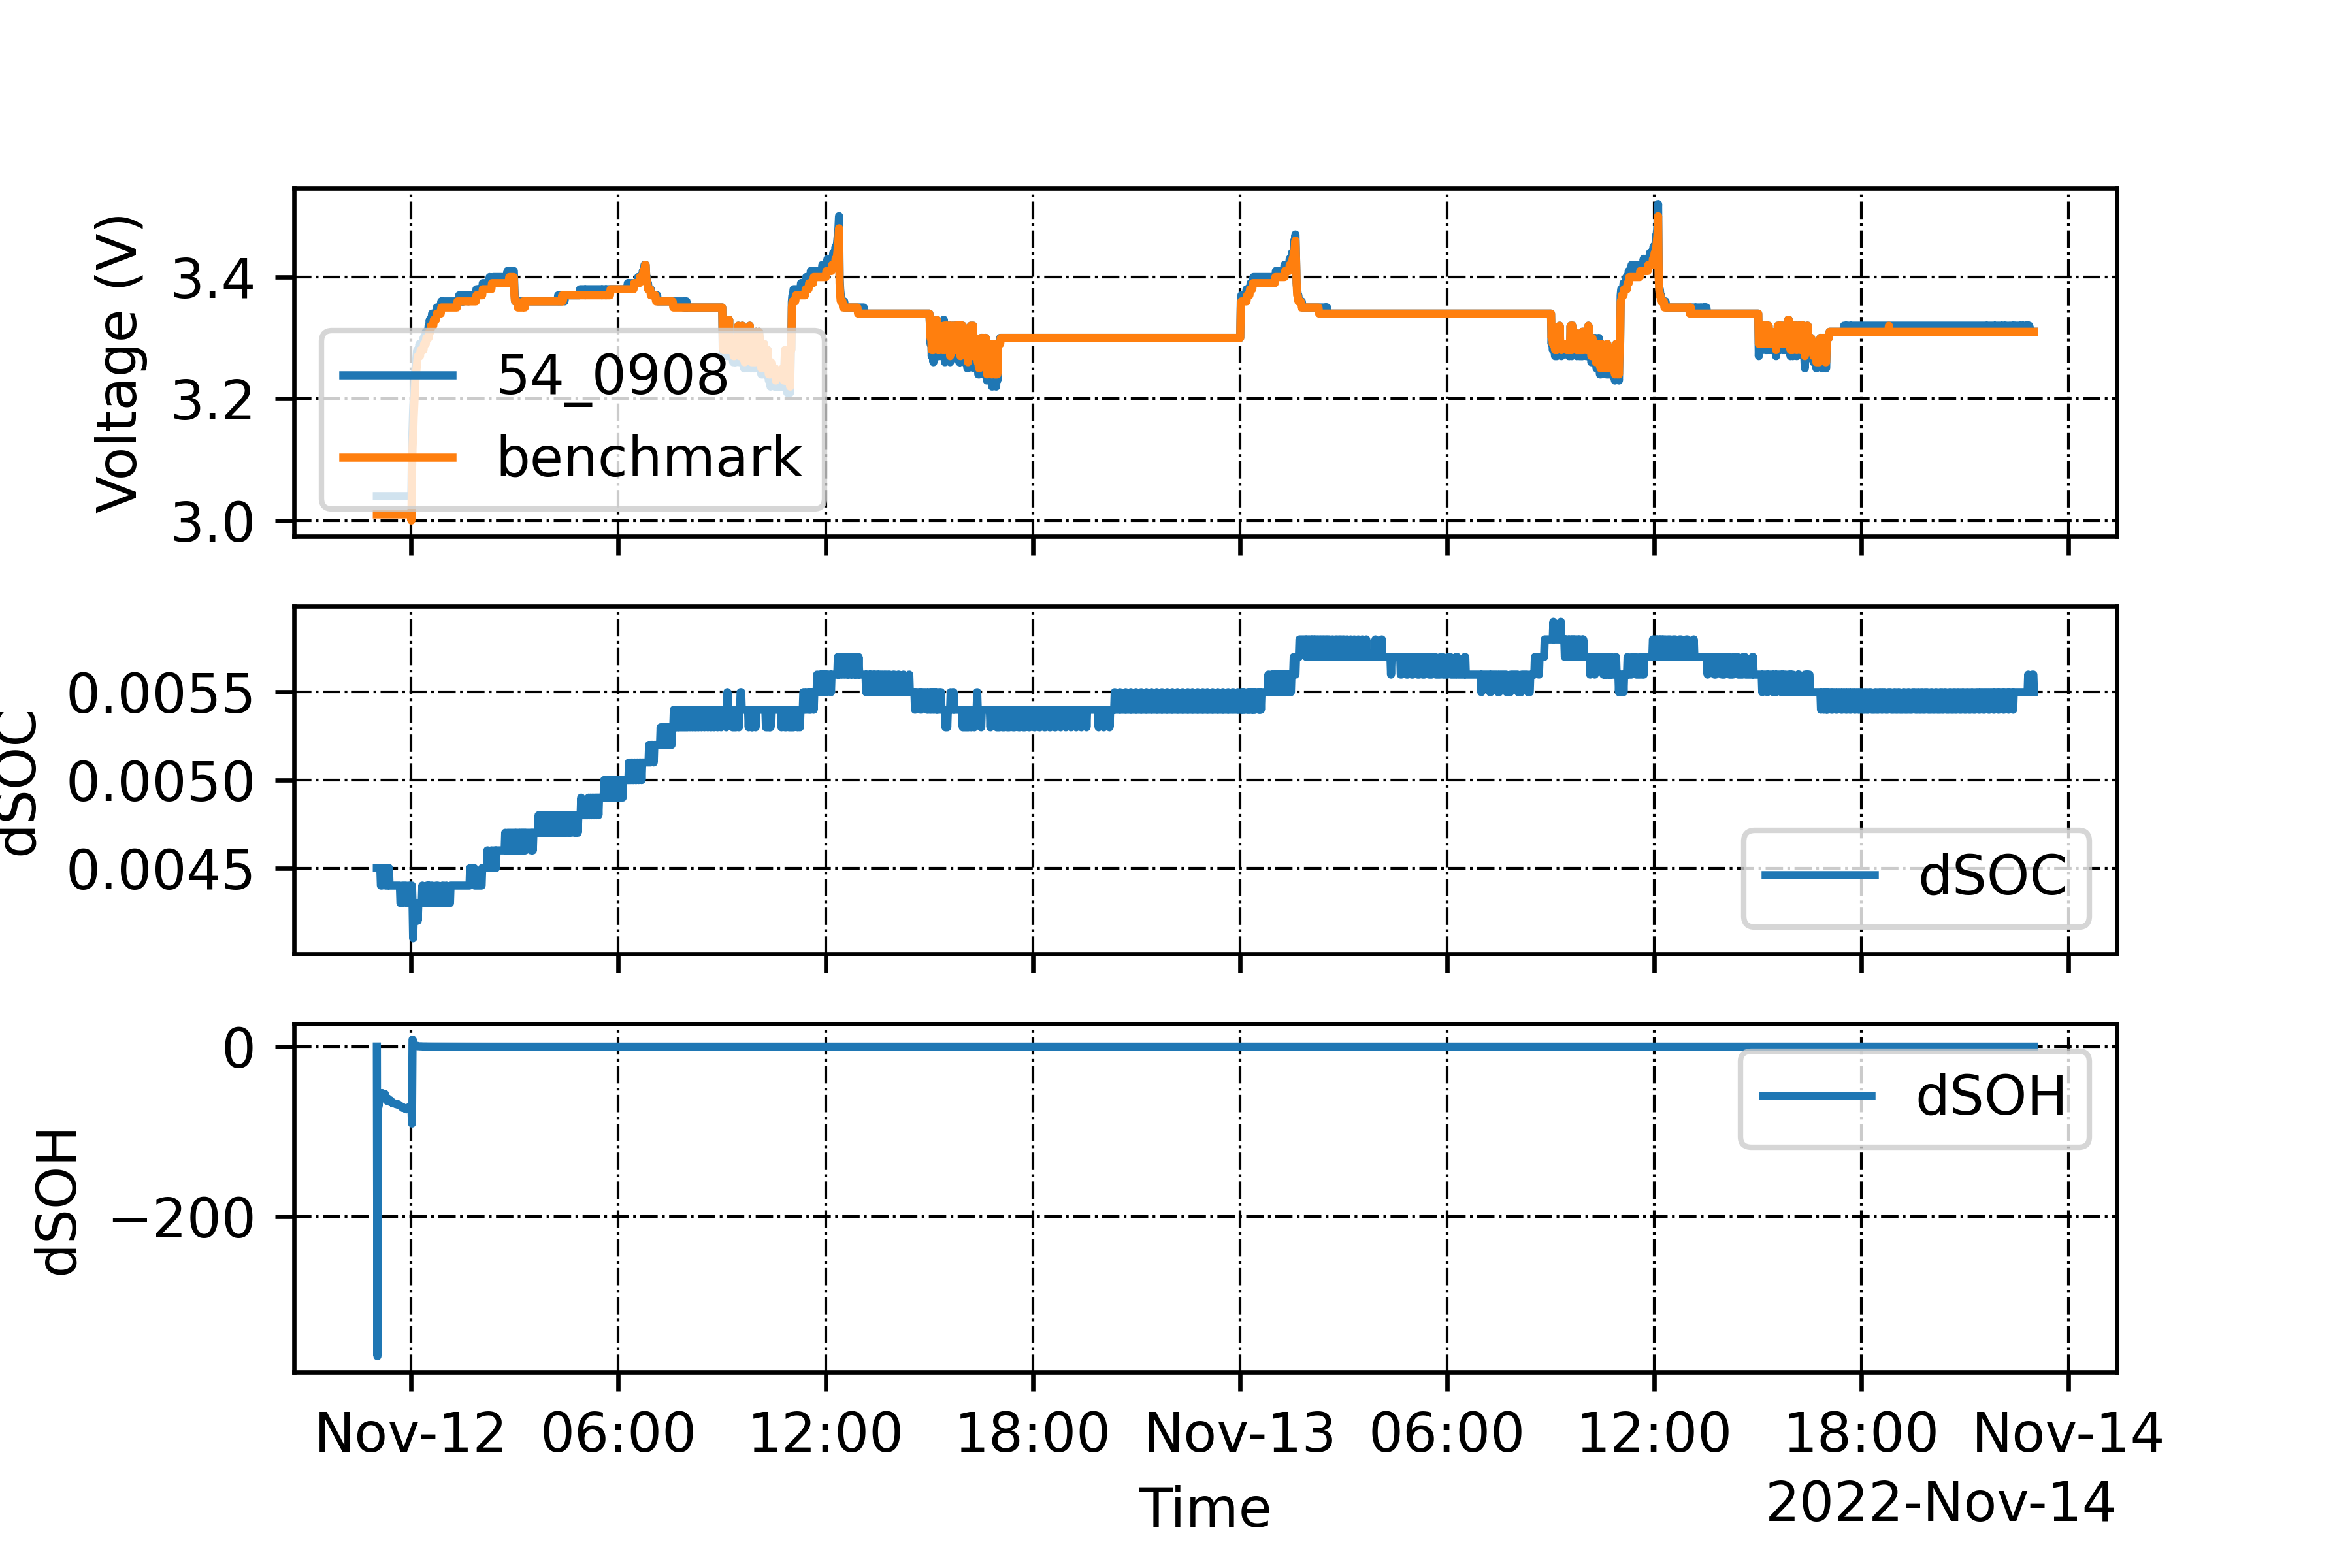 Voltage (V)
3.4
3.2
3.0
54_0908
benchmark
dSOC
0.0055
0.0050
0.0045
dSOC
dSOH
0
−200
dSOH
Nov-12 06:00 12:00 18:00 Nov-13 06:00 12:00 18:00 Nov-14
Time
2022-Nov-14